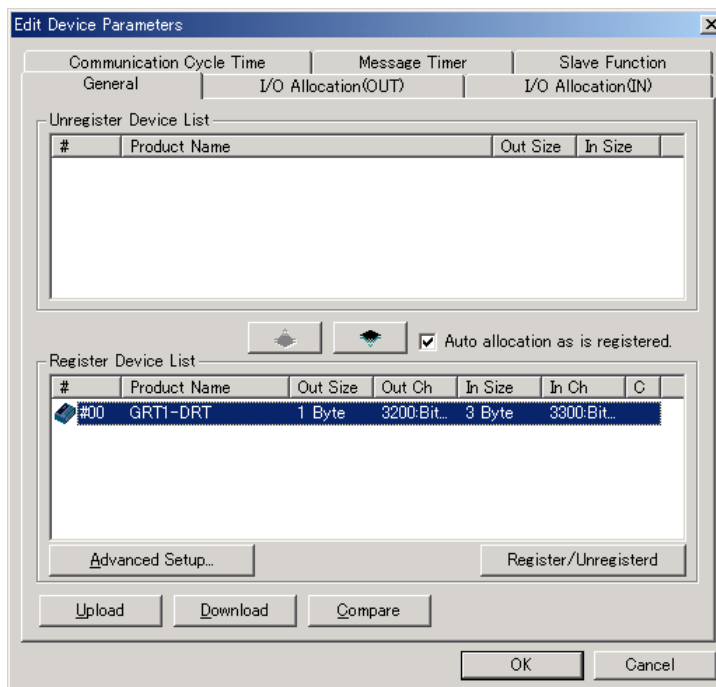 Edit Device Parameters
Communication Cycle Time Message Timer Slave Function
General I/O Allocation(OUT) I/O Allocation(IN)
Unregister Device List
# Product Name Out Size In Size
Auto allocation as is registered.
Register Device List
# Product Name Out Size Out Ch In Size In Ch C
#00 GRT1-DRT 1 Byte 3200:Bit... 3 Byte 3300:Bit...
Advanced Setup... Register/Unregisterd
Upload Download Compare
OK Cancel